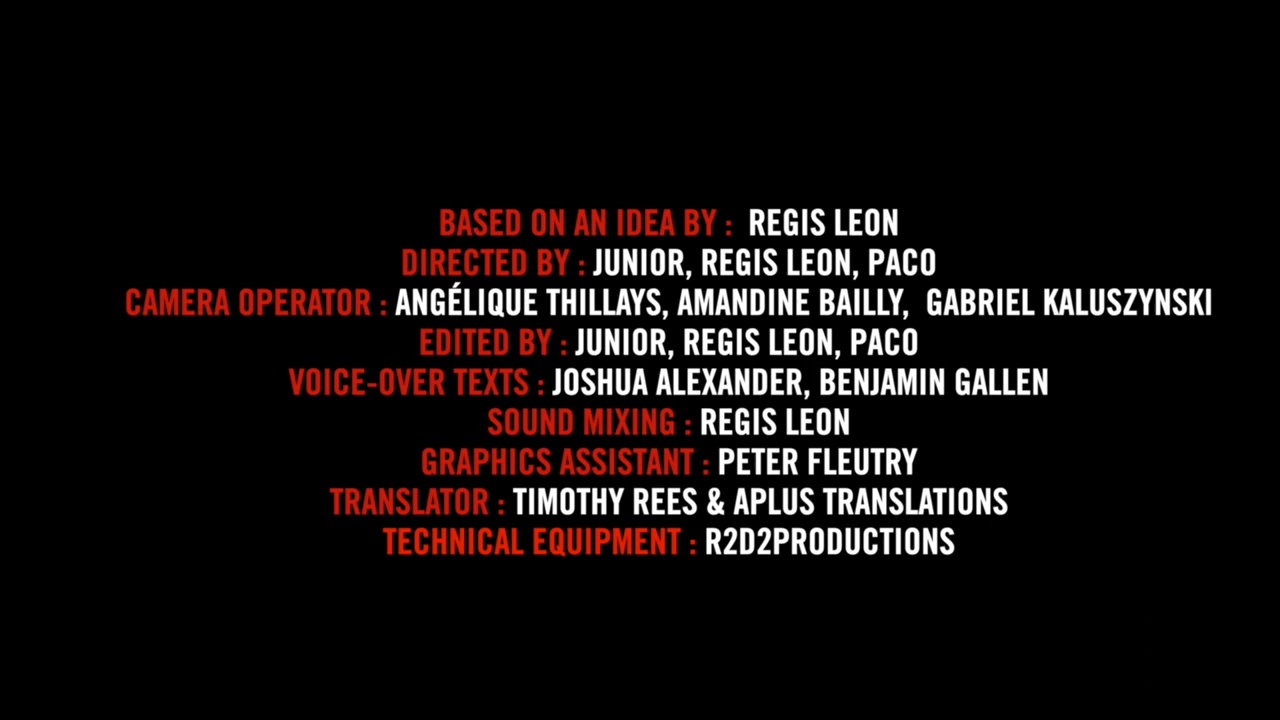 BASED ON AN IDEA BY : REGIS LEON
DIRECTED BY : JUNIOR, REGIS LEON, PACO
CAMERA OPERATOR : ANGÉLIQUE THILLAYS, AMANDINE BAILLY, GABRIEL KALUSZYNSKI
EDITED BY : JUNIOR, REGIS LEON, PACO
VOICE-OVER TEXTS : JOSHUA ALEXANDER, BENJAMIN GALLEN
SOUND MIXING : REGIS LEON
GRAPHICS ASSISTANT : PETER FLEUTRY
TRANSLATOR : TIMOTHY REES & APLUS TRANSLATIONS
TECHNICAL EQUIPMENT : R2D2PRODUCTIONS